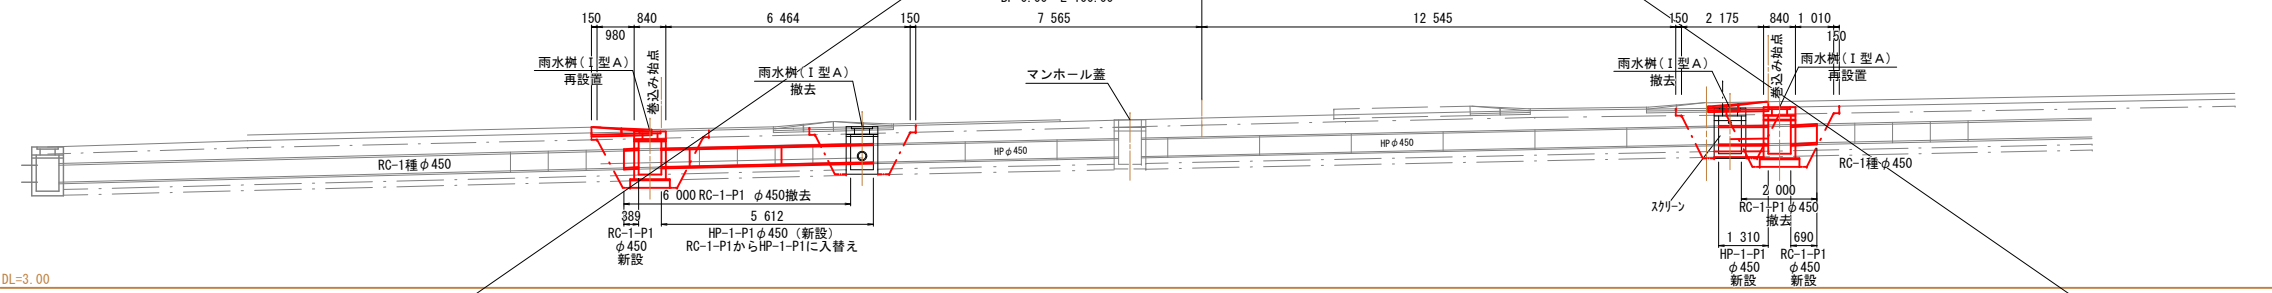 150 840 6 464 150 7 565 12 545 150 2 175 840 1 010
980
150
雨水桝(Ⅰ型A)
再設置
巻込み始点
雨水桝(Ⅰ型A)
撤去
マンホール蓋
雨水桝(Ⅰ型A)
撤去
巻込み始点
雨水桝(Ⅰ型A)
再設置
RC-1種φ450
HPφ450
HPφ450
RC-1種φ450
6 000 RC-1-P1 φ450撤去
389
5 612
RC-1-P1
φ450
新設
HP-1-P1φ450 (新設)
RC-1-P1からHP-1-P1に入替え
スクリーン
2 000
RC-1-P1φ450
撤去
1 310
690
HP-1-P1
φ450
新設
RC-1-P1
φ450
新設
DL=3.00